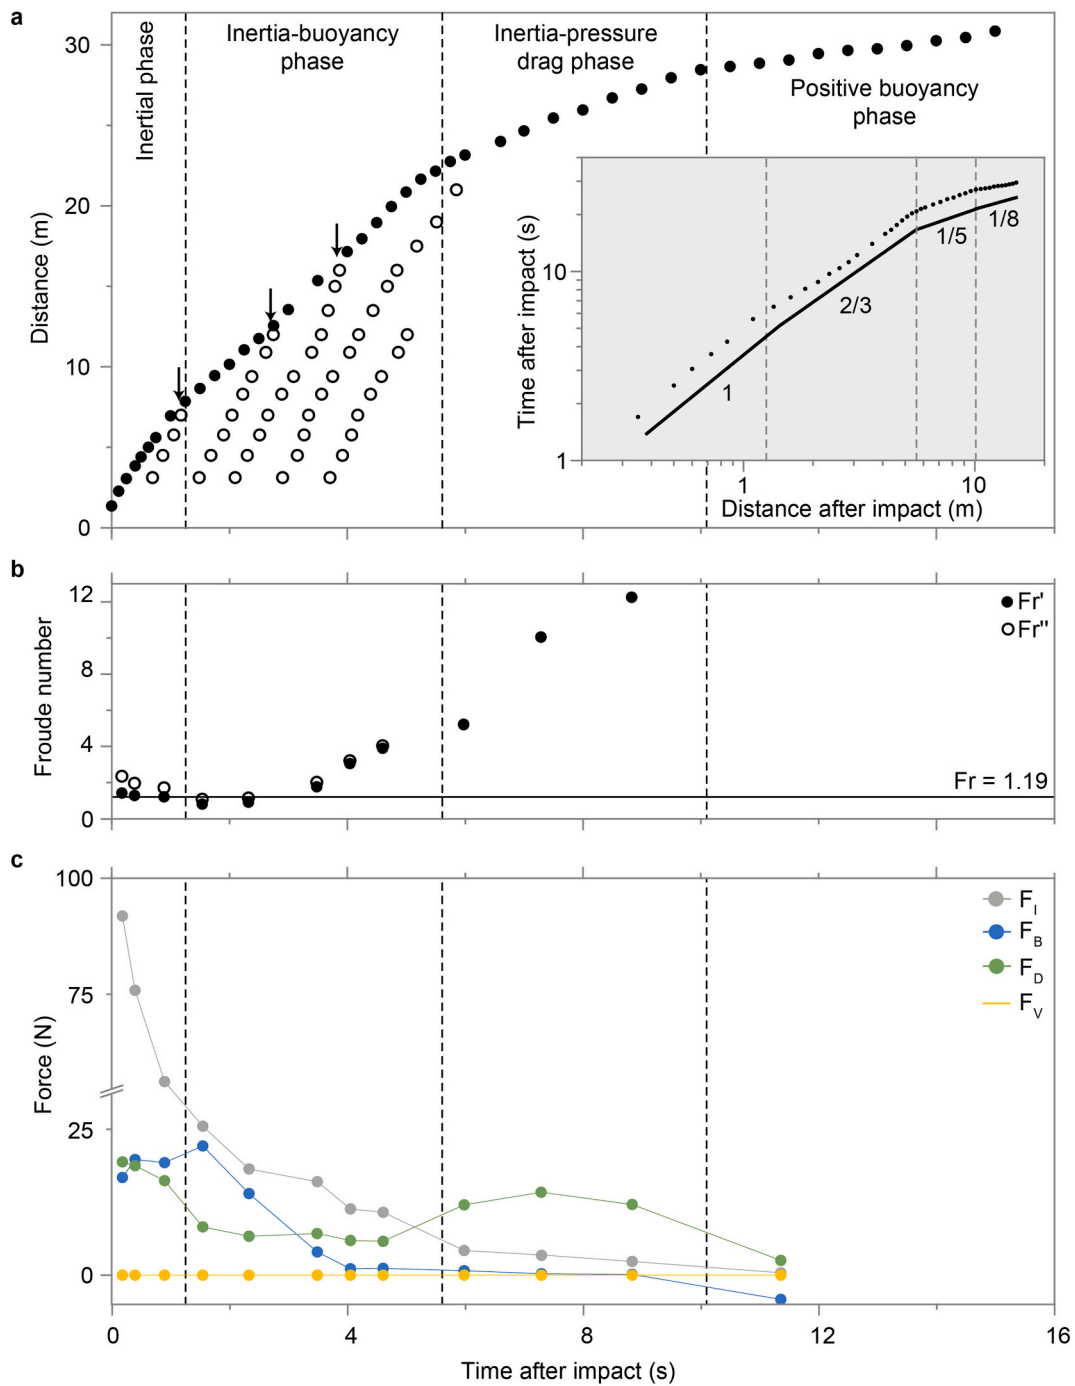 a
30
20
10
0
Distance (m)
Inertial phase
Inertia-buoyancy
phase
Inertia-pressure
drag phase
Positive buoyancy
phase
Time after impact (s)
10
1
1
2/3
1/5
1/8
1
10
Distance after impact (m)
b
12
8
4
0
Froude number
Fr'
Fr''
Fr = 1.19
c
100
75
25
0
Force (N)
F_I
F_B
F_D
F_V
0
4
8
12
16
Time after impact (s)